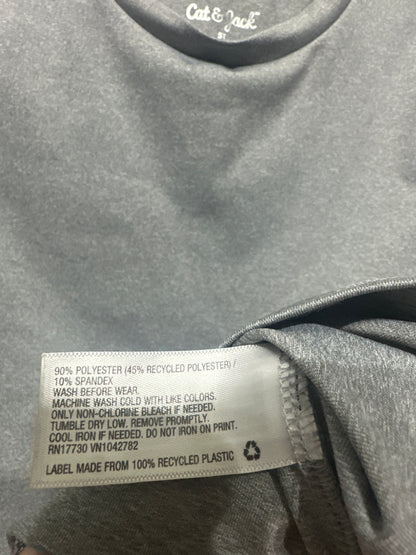 Cat & Jack
5T
90% POLYESTER (45% RECYCLED POLYESTER) /
10% SPANDEX
WASH BEFORE WEAR.
MACHINE WASH COLD WITH LIKE COLORS.
ONLY NON-CHLORINE BLEACH IF NEEDED.
TUMBLE DRY LOW. REMOVE PROMPTLY.
COOL IRON IF NEEDED. DO NOT IRON ON PRINT.
RN17730 VN1042782
LABEL MADE FROM 100% RECYCLED PLASTIC